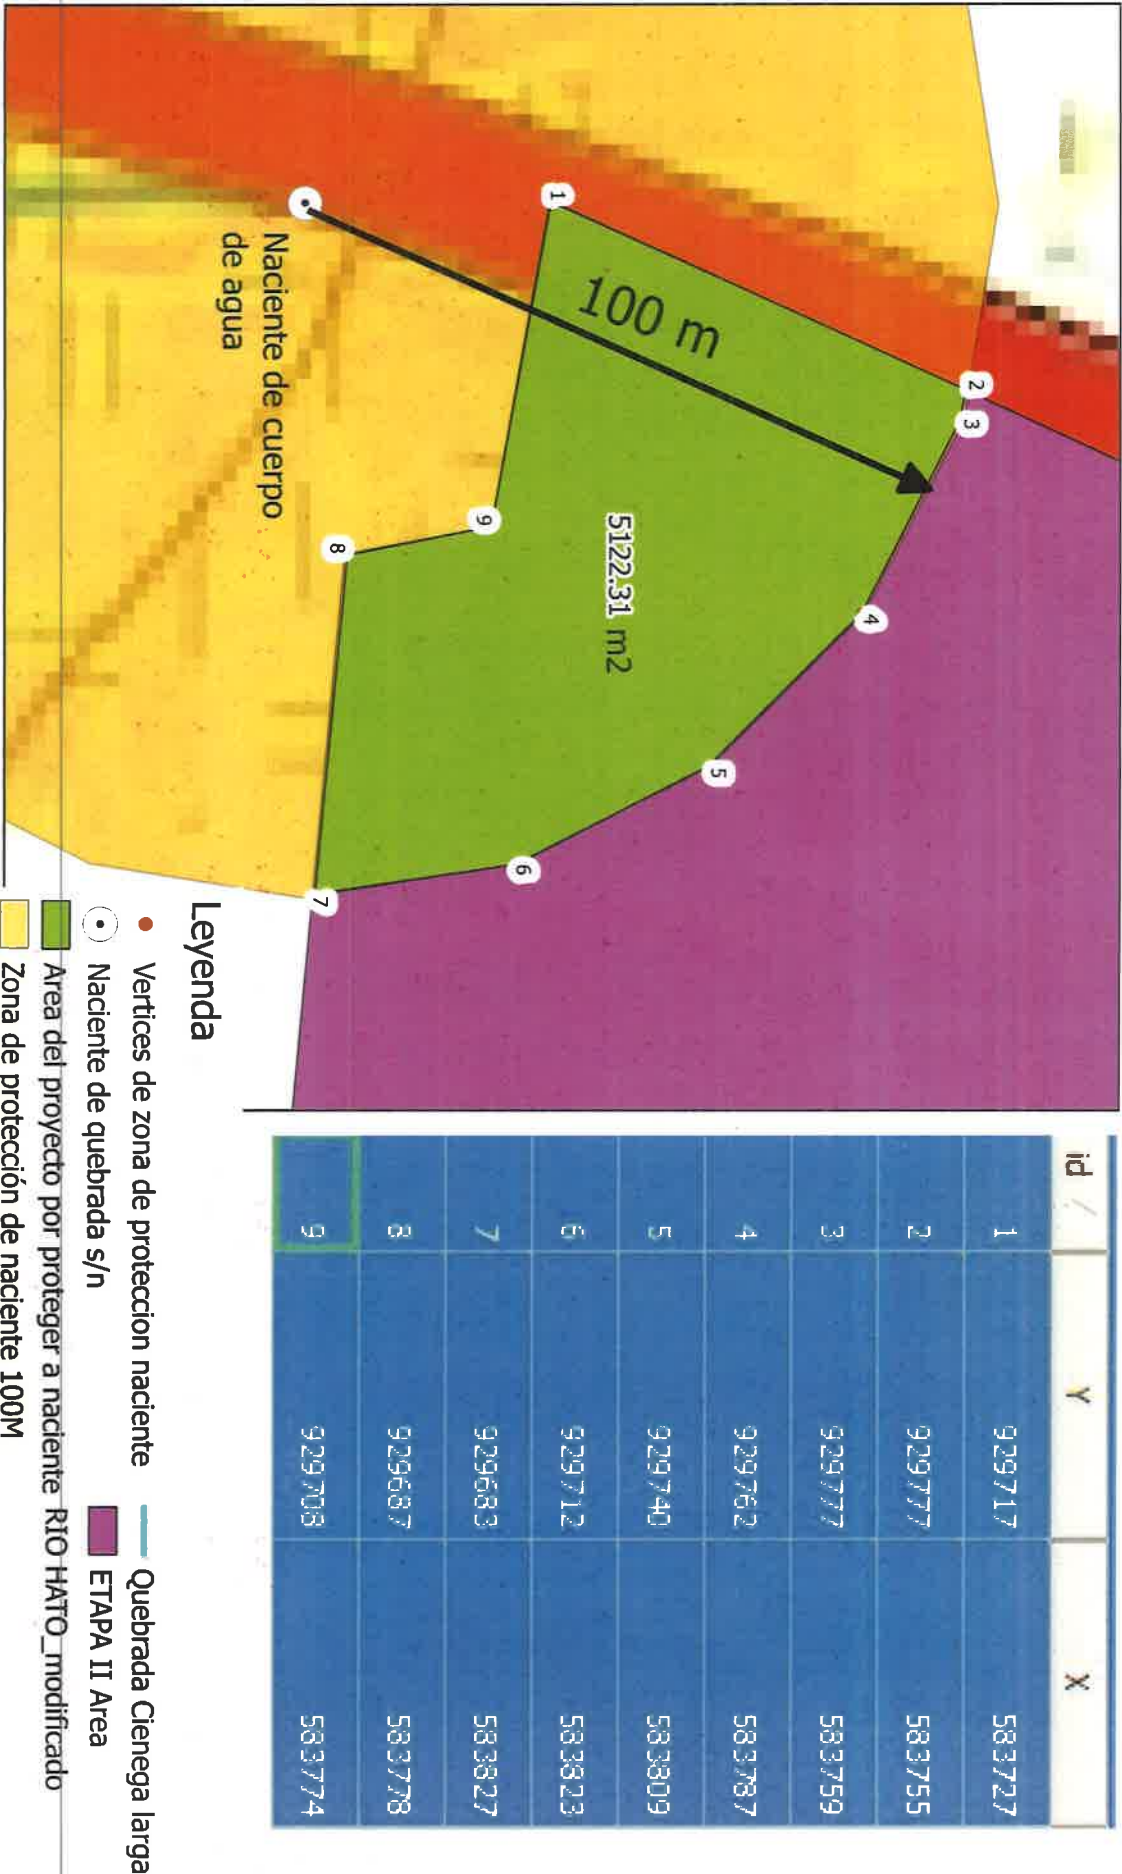 1
2
3
4
5
6
7
8
9
100 m
5122.31 m2
Naciente de cuerpo
de agua
id Y X
1 929717 583727
2 929777 583755
3 929777 583759
4 929762 583787
5 929740 583809
6 929712 583823
7 929683 583827
8 929687 583778
9 929708 583774
Leyenda
Vertices de zona de proteccion naciente
Naciente de quebrada s/n
Area del proyecto por proteger a naciente
Zona de protección de naciente 100M
Quebrada Cienega larga
ETAPA II Area
RIO HATO_modificado